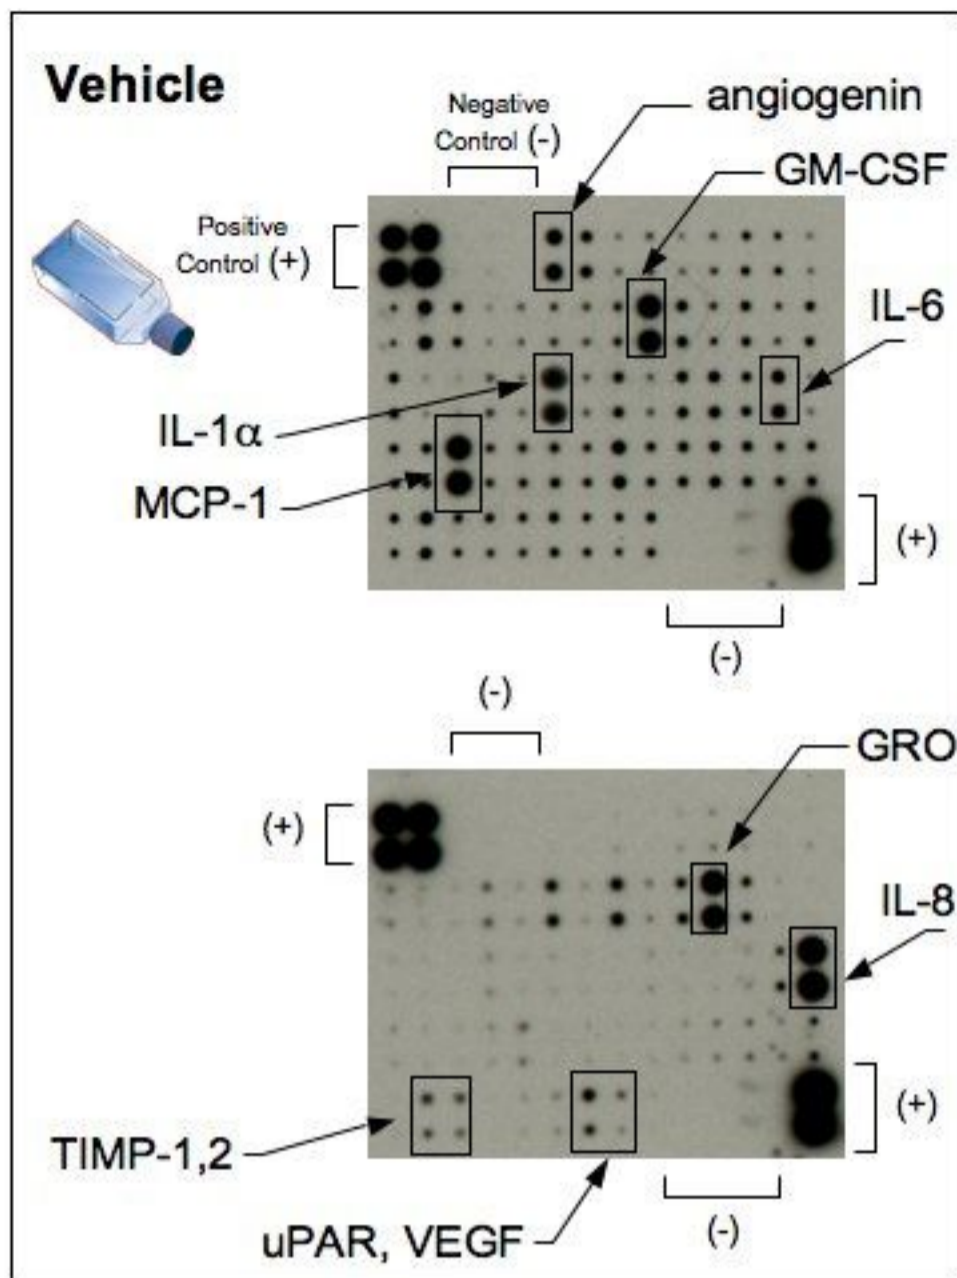 Vehicle
Negative
Control (-)
angiogenin
GM-CSF
Positive
Control (+)
IL-6
IL-1α
MCP-1
(+)
(-)
(-)
GRO
(+)
IL-8
(+)
TIMP-1,2
(-)
uPAR, VEGF